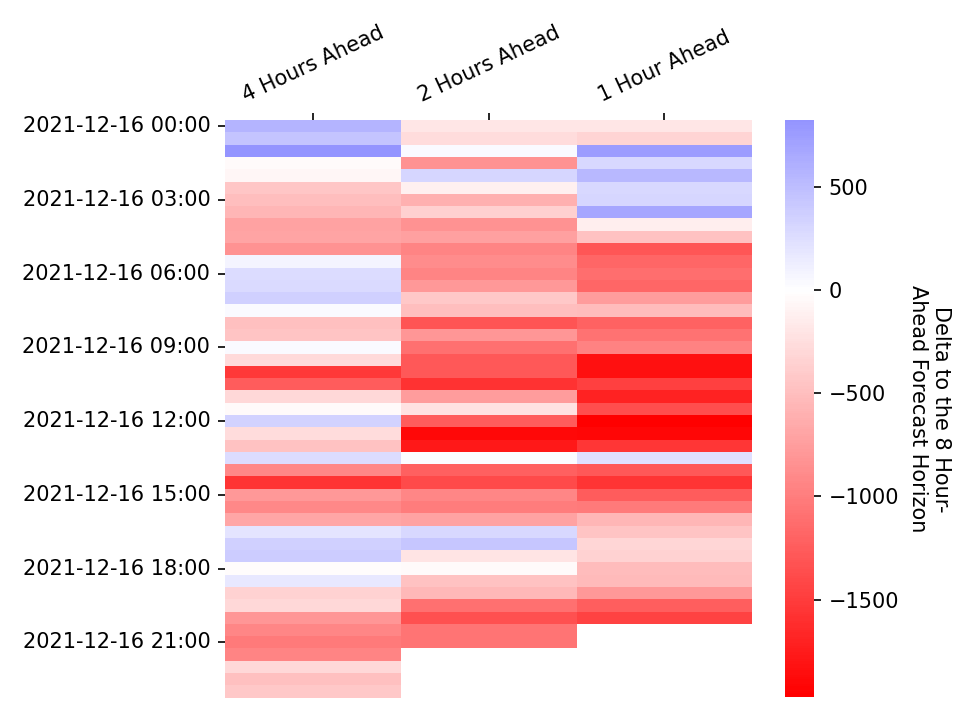 4 Hours Ahead
2 Hours Ahead
1 Hour Ahead
2021-12-16 00:00
2021-12-16 03:00
2021-12-16 06:00
2021-12-16 09:00
2021-12-16 12:00
2021-12-16 15:00
2021-12-16 18:00
2021-12-16 21:00
500
0
−500
−1000
−1500
Delta to the 8 Hour-
Ahead Forecast Horizon